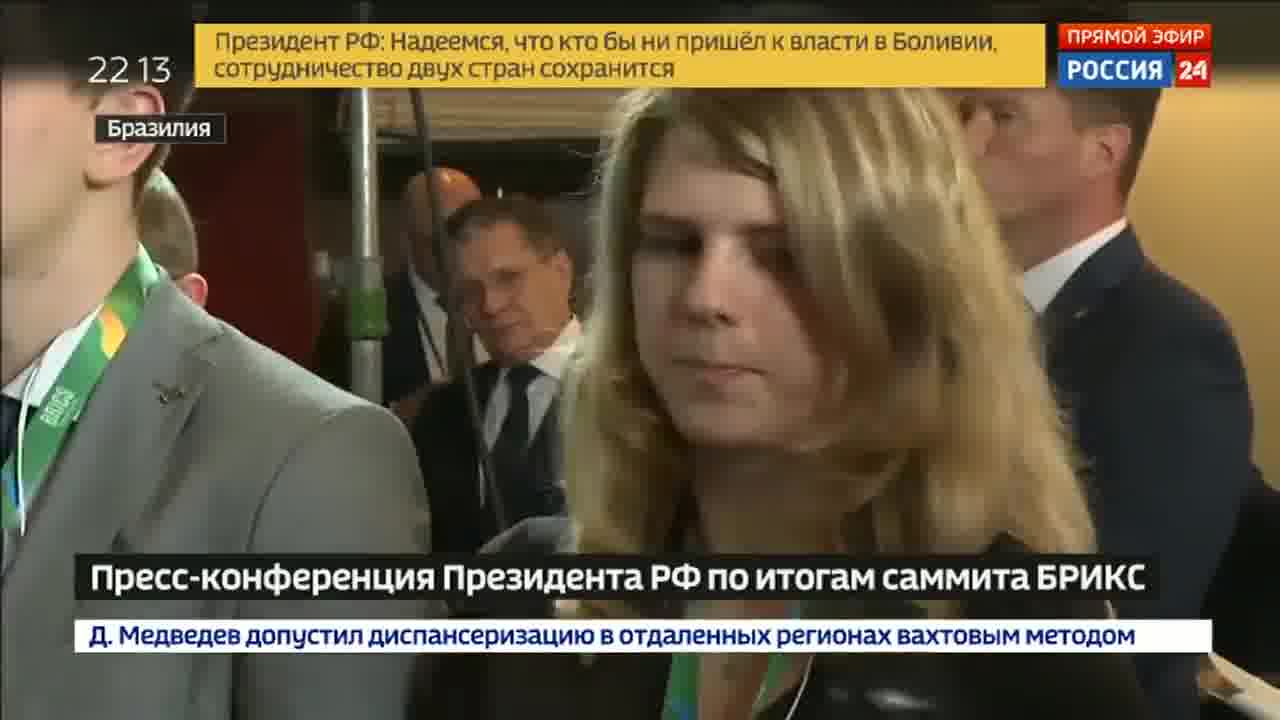 Президент РФ: Надеемся, что кто бы ни пришёл к власти в Боливии,
сотрудничество двух стран сохранится
ПРЯМОЙ ЭФИР
РОССИЯ 24
22 13
Бразилия
BRICS
Пресс-конференция Президента РФ по итогам саммита БРИКС
Д. Медведев допустил диспансеризацию в отдаленных регионах вахтовым методом